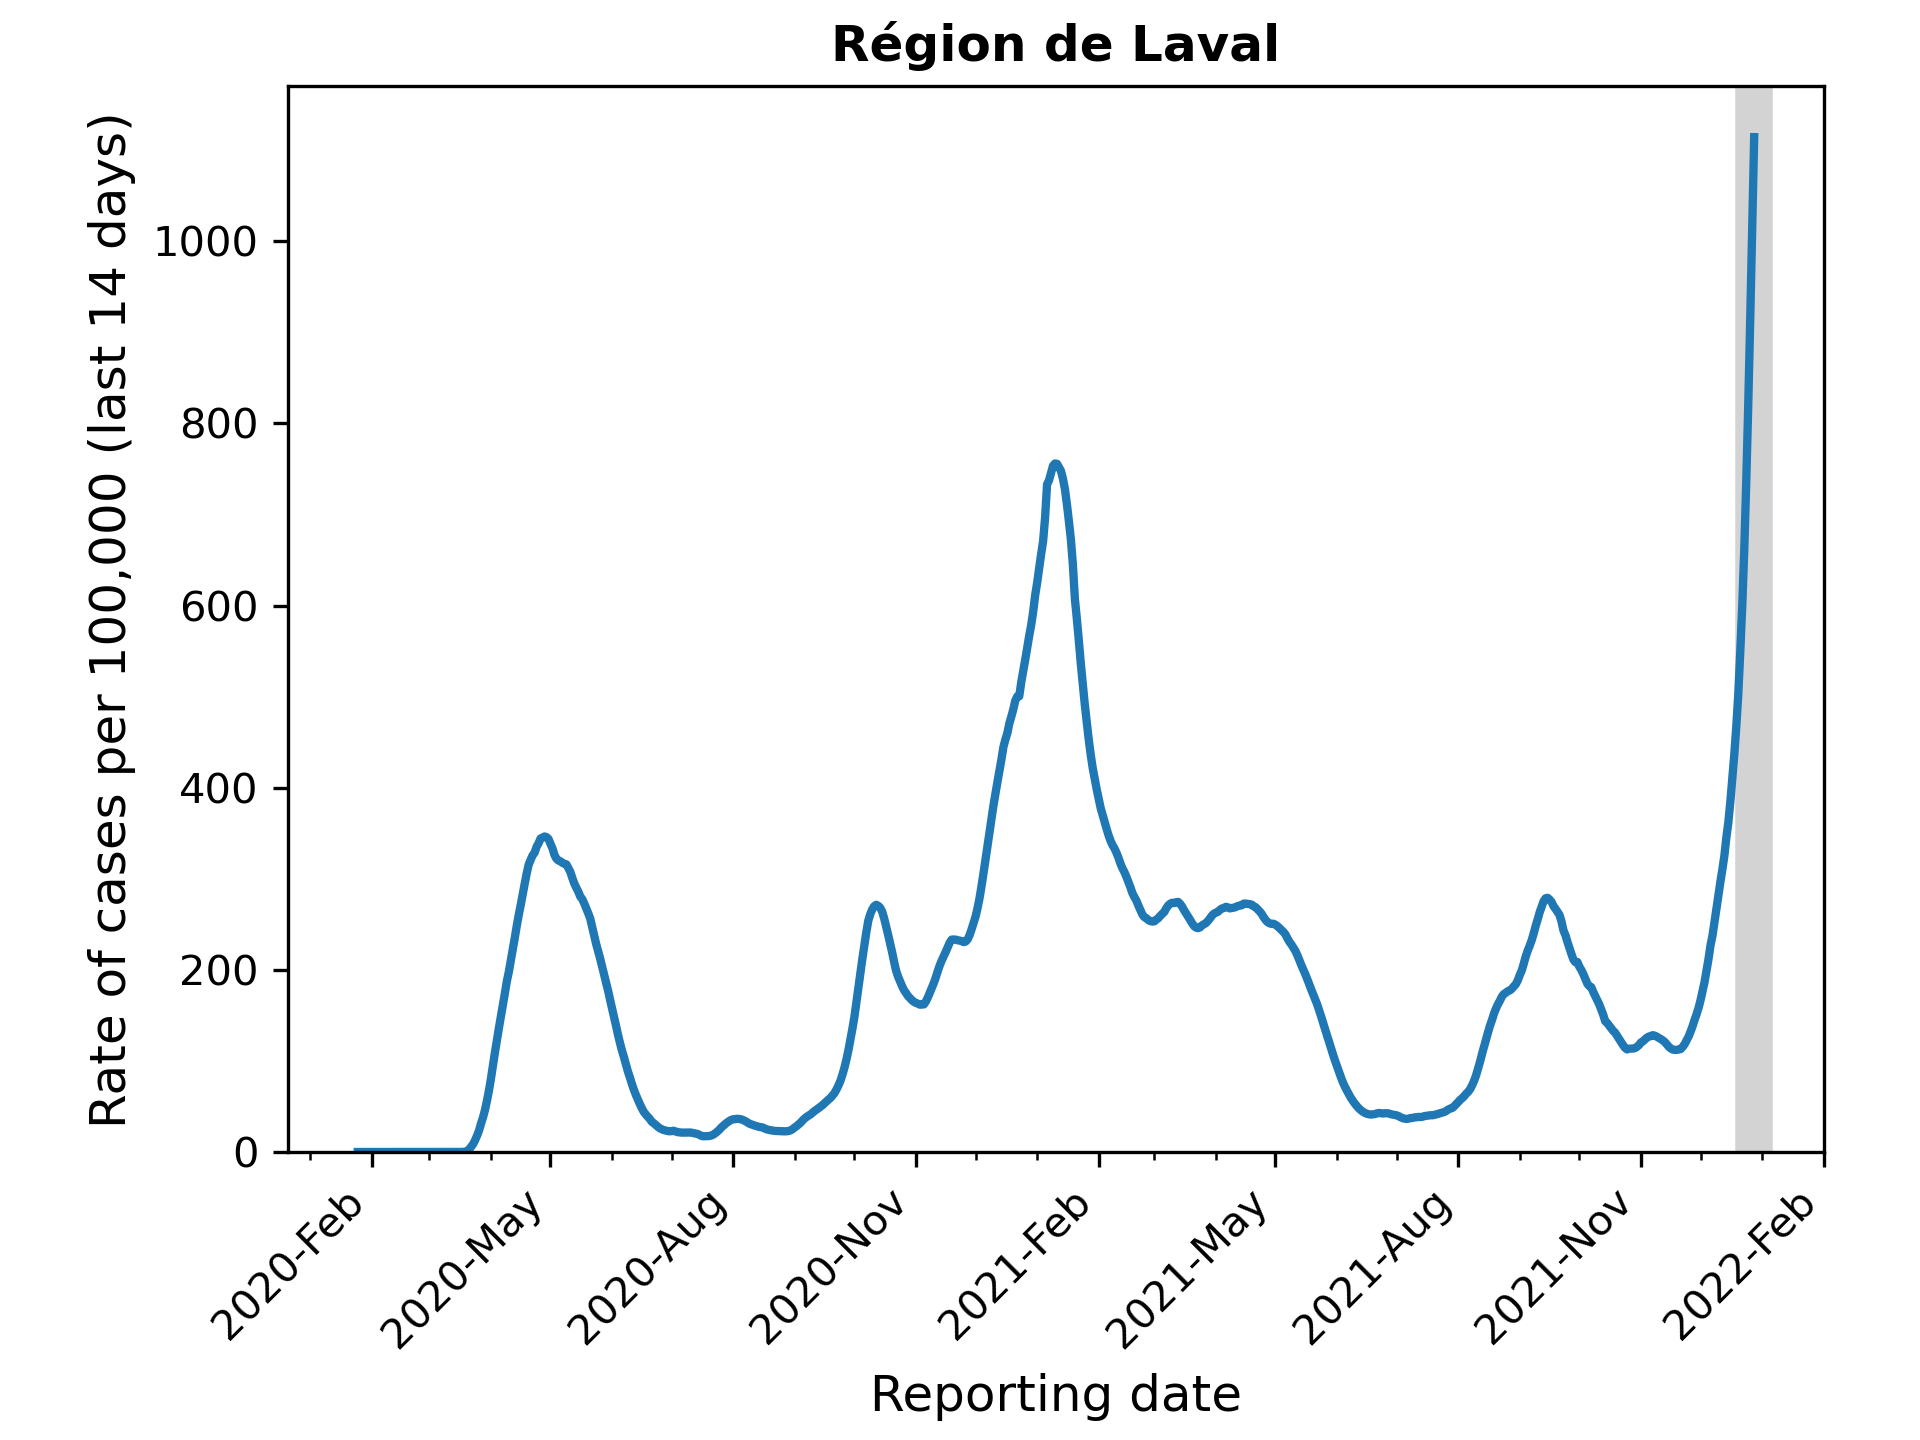 Région de Laval
Rate of cases per 100,000 (last 14 days)
1000
800
600
400
200
0
2020-Feb
2020-May
2020-Aug
2020-Nov
2021-Feb
2021-May
2021-Aug
2021-Nov
2022-Feb
Reporting date